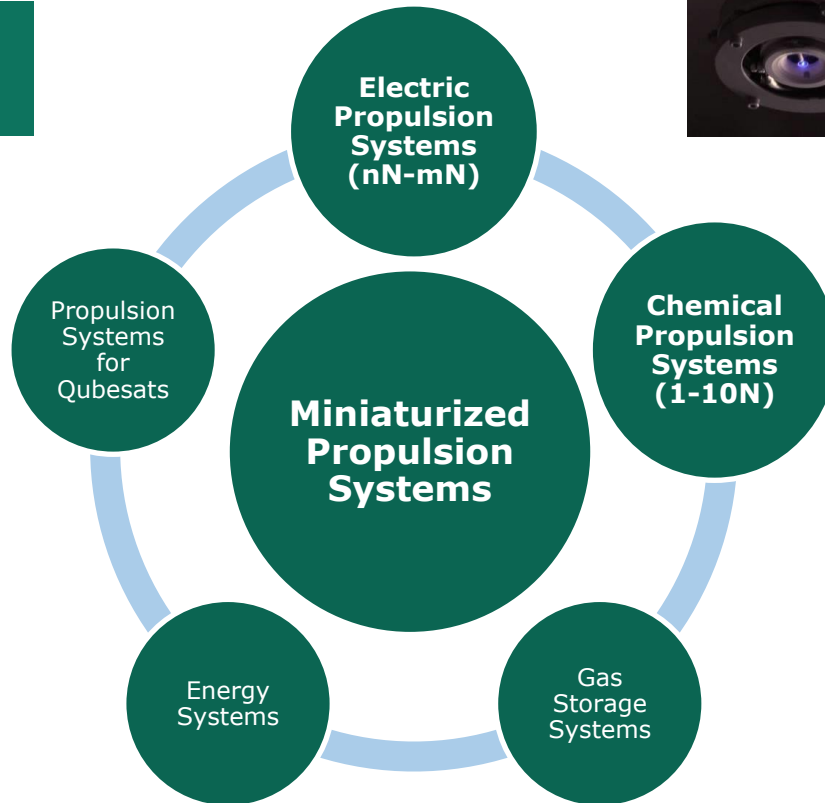 Electric
Propulsion
Systems
(nN-mN)
Chemical
Propulsion
Systems
(1-10N)
Gas
Storage
Systems
Energy
Systems
Propulsion
Systems
for
Qubesats
Miniaturized
Propulsion
Systems